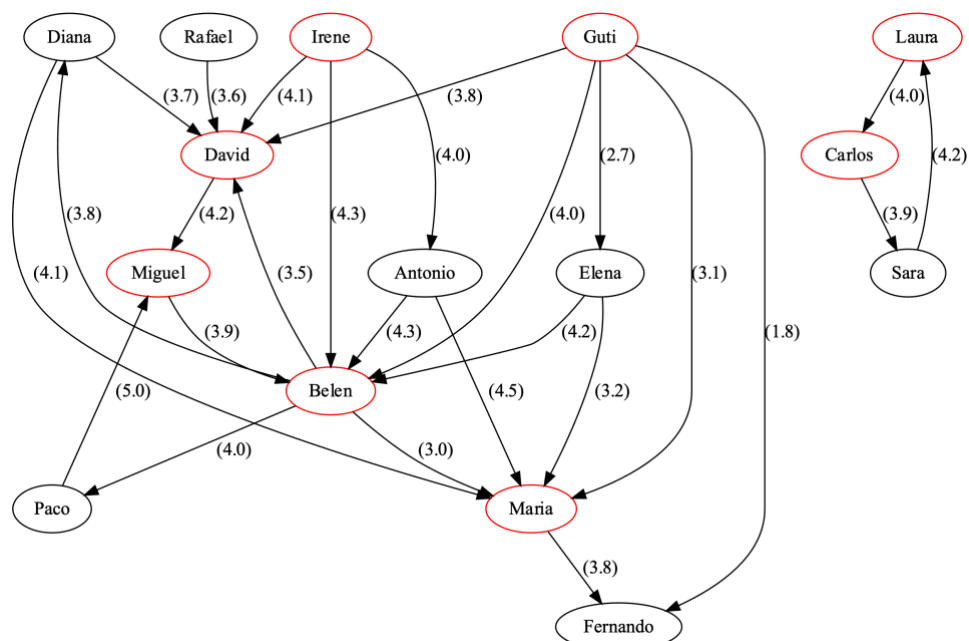 Diana
Rafael
Irene
Guti
Laura
(3.7)
(3.6)
(4.1)
(3.8)
(4.0)
David
(4.0)
(2.7)
Carlos
(4.2)
(4.2)
(3.8)
(4.3)
(4.0)
(3.9)
(4.1)
Miguel
(3.5)
Antonio
Elena
(3.1)
Sara
(3.9)
(4.3)
(4.2)
(1.8)
(5.0)
Belen
(4.5)
(3.2)
(4.0)
(3.0)
Paco
Maria
(3.8)
Fernando